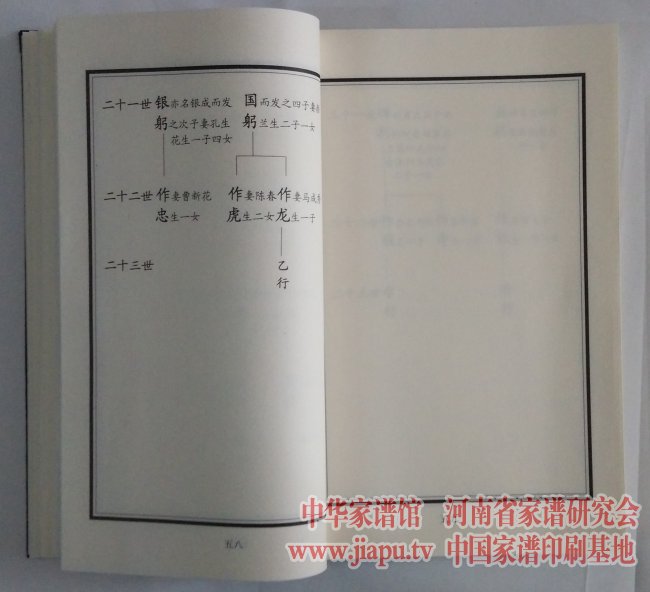 二十一世 银亦名银成而发 国而发之四子妻
躬之次子妻孔生 躬兰生二子一女
花生一子四女
二十二世 作妻曹新花 作妻陈春作妻马成
忠生一女 虎生二女龙生一子
二十三世 乙
行
五八
中华家谱馆 河南省家谱研究会
www.jiapu.tv 中国家谱印刷基地